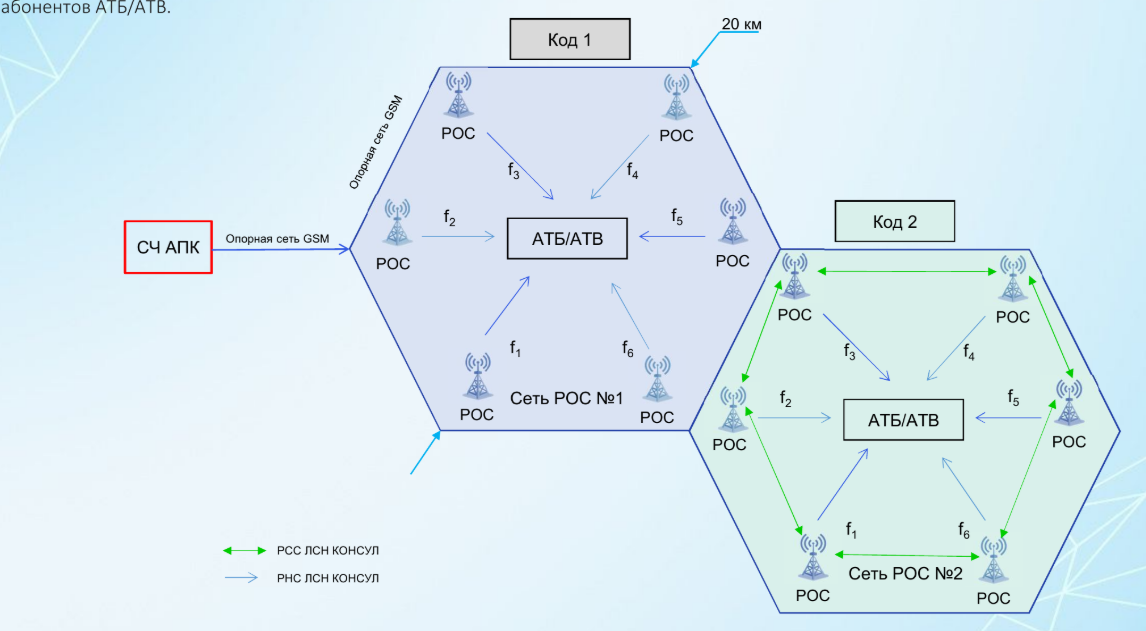 абонентов АТБ/АТВ.
Код 1
20 км
Опорная сеть GSM
РОС
РОС
f3
f4
РОС
f2
АТБ/АТВ
f5
РОС
СЧ АПК
Опорная сеть GSM
f1
f6
РОС
Сеть РОС №1
РОС
Код 2
РОС
РОС
f3
f4
РОС
f2
АТБ/АТВ
f5
РОС
f1
f6
РОС
Сеть РОС №2
РОС
РСС ЛСН КОНСУЛ
РНС ЛСН КОНСУЛ